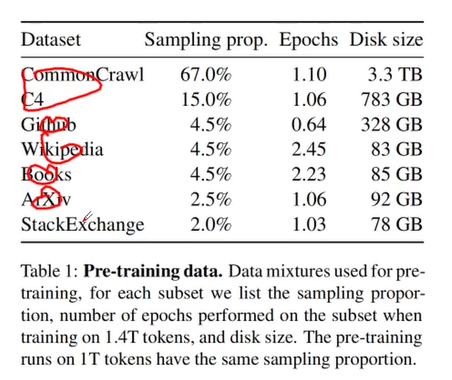 Dataset Sampling prop. Epochs Disk size
CommonCrawl 67.0% 1.10 3.3 TB
C4 15.0% 1.06 783 GB
Github 4.5% 0.64 328 GB
Wikipedia 4.5% 2.45 83 GB
Books 4.5% 2.23 85 GB
ArXiv 2.5% 1.06 92 GB
StackExchange 2.0% 1.03 78 GB
Table 1: Pre-training data. Data mixtures used for pre-
training, for each subset we list the sampling propor-
tion, number of epochs performed on the subset when
training on 1.4T tokens, and disk size. The pre-training
runs on 1T tokens have the same sampling proportion.